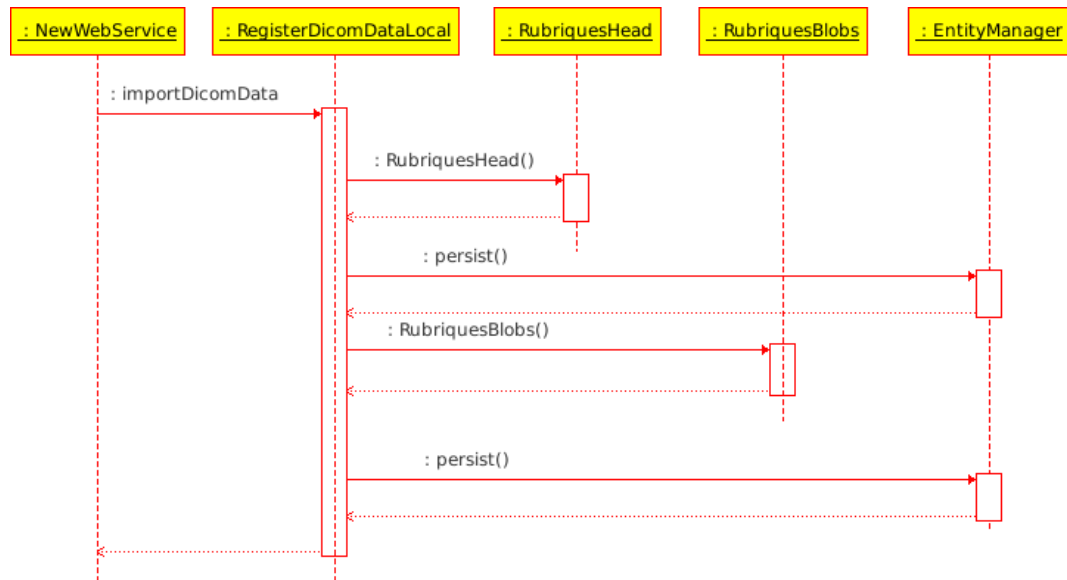 : NewWebService
: RegisterDicomDataLocal
: RubriquesHead
: RubriquesBlobs
: EntityManager
: importDicomData
: RubriquesHead()
: persist()
: RubriquesBlobs()
: persist()